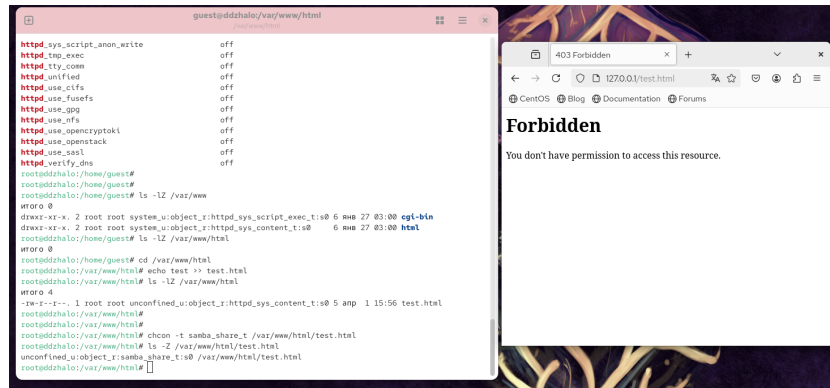 guest@ddzhalo:/var/www/html
/var/www/html
httpd_sys_script_anon_write off
httpd_tmp_exec off
httpd_tty_comm off
httpd_unified off
httpd_use_cifs off
httpd_use_fusefs off
httpd_use_gpg off
httpd_use_nfs off
httpd_use_opencryptoki off
httpd_use_openstack off
httpd_use_sasl off
httpd_verify_dns off
root@ddzhalo:/home/guest#
root@ddzhalo:/home/guest#
root@ddzhalo:/home/guest# ls -lZ /var/www
итого 0
drwxr-xr-x. 2 root root system_u:object_r:httpd_sys_script_exec_t:s0 6 янв 27 03:00 cgi-bin
drwxr-xr-x. 2 root root system_u:object_r:httpd_sys_content_t:s0 6 янв 27 03:00 html
root@ddzhalo:/home/guest# ls -lZ /var/www/html
итого 0
root@ddzhalo:/home/guest# cd /var/www/html
root@ddzhalo:/var/www/html# echo test >> test.html
root@ddzhalo:/var/www/html# ls -lZ /var/www/html
итого 4
-rw-r--r--. 1 root root unconfined_u:object_r:httpd_sys_content_t:s0 5 апр 1 15:56 test.html
root@ddzhalo:/var/www/html#
root@ddzhalo:/var/www/html#
root@ddzhalo:/var/www/html# chcon -t samba_share_t /var/www/html/test.html
root@ddzhalo:/var/www/html# ls -Z /var/www/html/test.html
unconfined_u:object_r:samba_share_t:s0 /var/www/html/test.html
root@ddzhalo:/var/www/html#
403 Forbidden
127.0.0.1/test.html
CentOS Blog Documentation Forums
Forbidden
You don't have permission to access this resource.